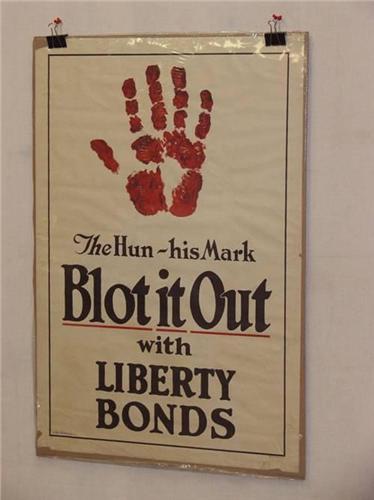 The Hun - his Mark
Blot it Out
with
LIBERTY
BONDS